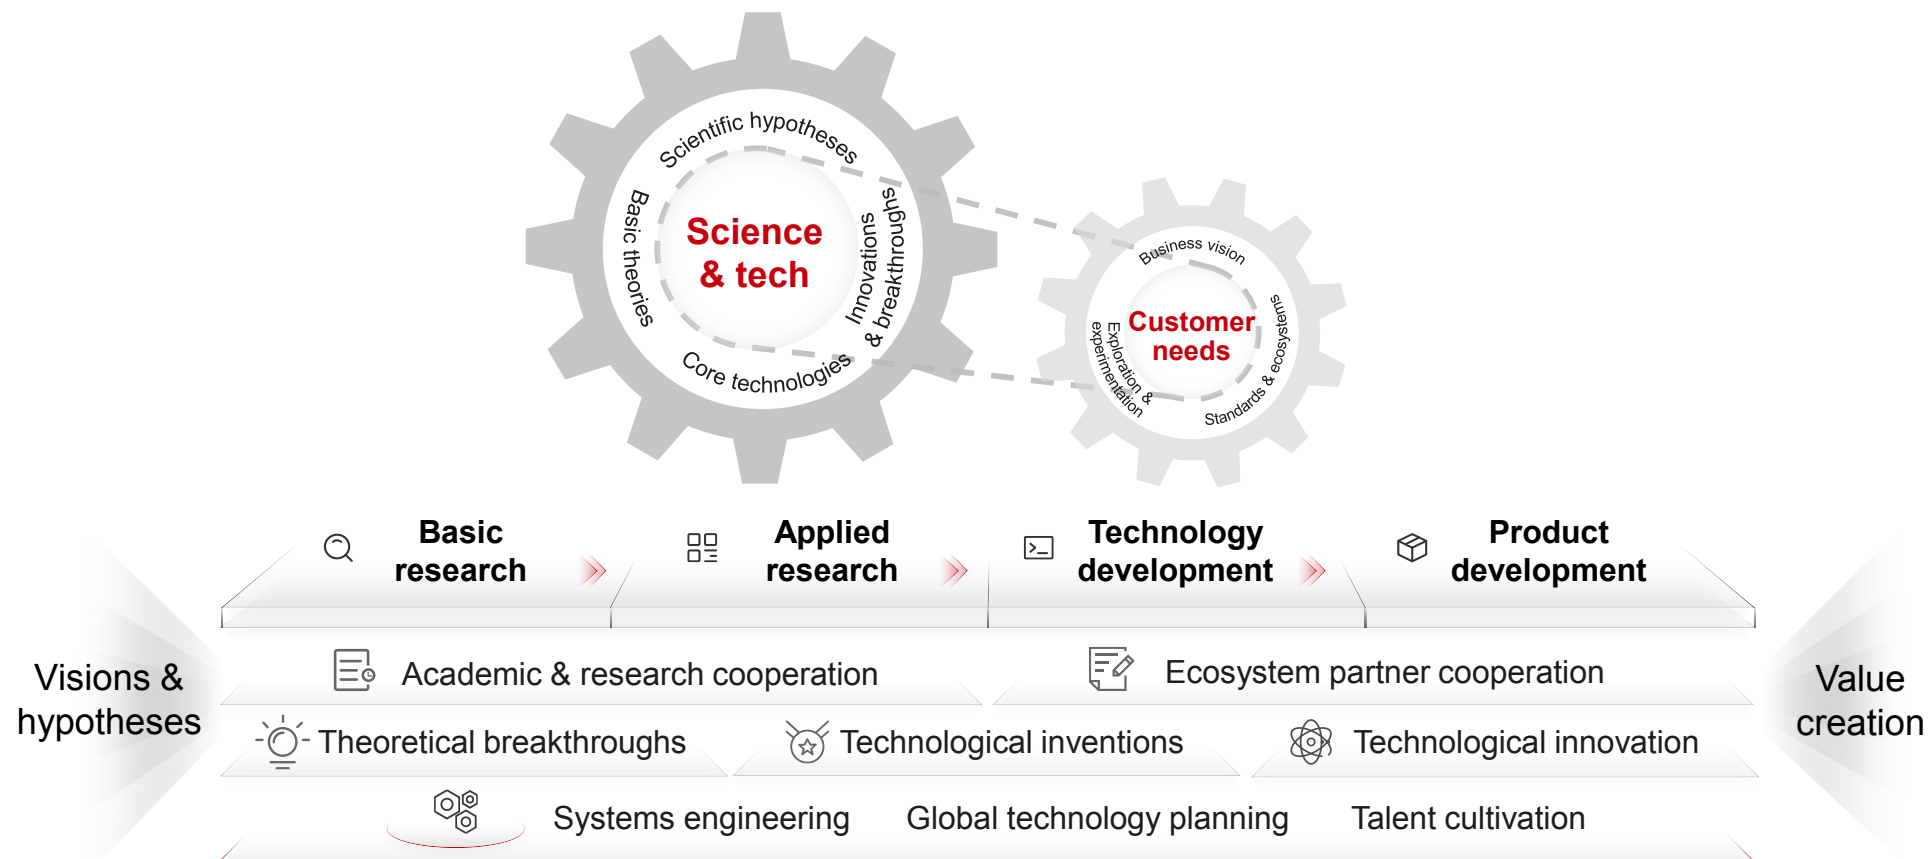 Scientific hypotheses
Basic theories
Science
& tech
Innovations
& breakthroughs
Core technologies
Business vision
Customer
needs
Exploration &
experimentation
Standards & ecosystems
Basic
research
Applied
research
Technology
development
Product
development
Visions &
hypotheses
Academic & research cooperation
Ecosystem partner cooperation
Value
creation
Theoretical breakthroughs
Technological inventions
Technological innovation
Systems engineering
Global technology planning
Talent cultivation